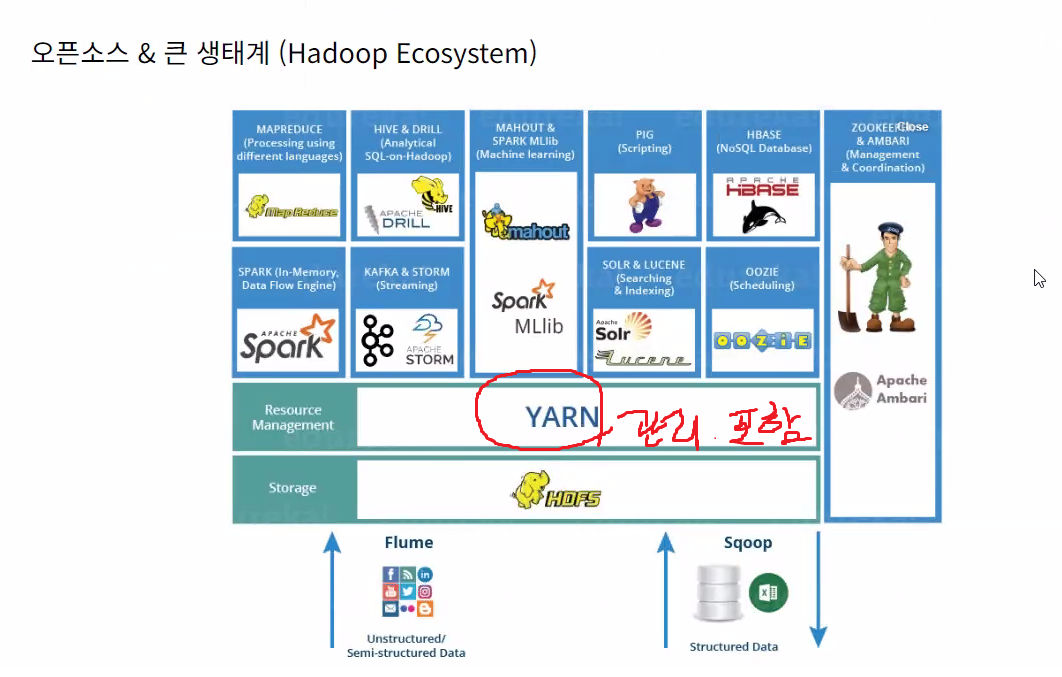 오픈소스 & 큰 생태계 (Hadoop Ecosystem)
MAPREDUCE
(Processing using
different languages)
Map Reduce
HIVE & DRILL
(Analytical
SQL-on-Hadoop)
HIVE
APACHE
DRILL
MAHOUT &
SPARK MLlib
(Machine learning)
mahout
Spark
MLlib
PIG
(Scripting)
HBASE
(NoSQL Database)
APACHE
HBASE
Close
& AMBARI
(Management
& Coordination)
Apache
Ambari
SPARK (In-Memory,
Data Flow Engine)
APACHE
Spark
KAFKA & STORM
(Streaming)
APACHE
STORM
SOLR & LUCENE
(Searching
& Indexing)
Apache
Solr
Lucene
OOZIE
(Scheduling)
OOZIE
Resource
Management
YARN
관리 포함
Storage
HDFS
Flume
Unstructured/
Semi-structured Data
Sqoop
Structured Data